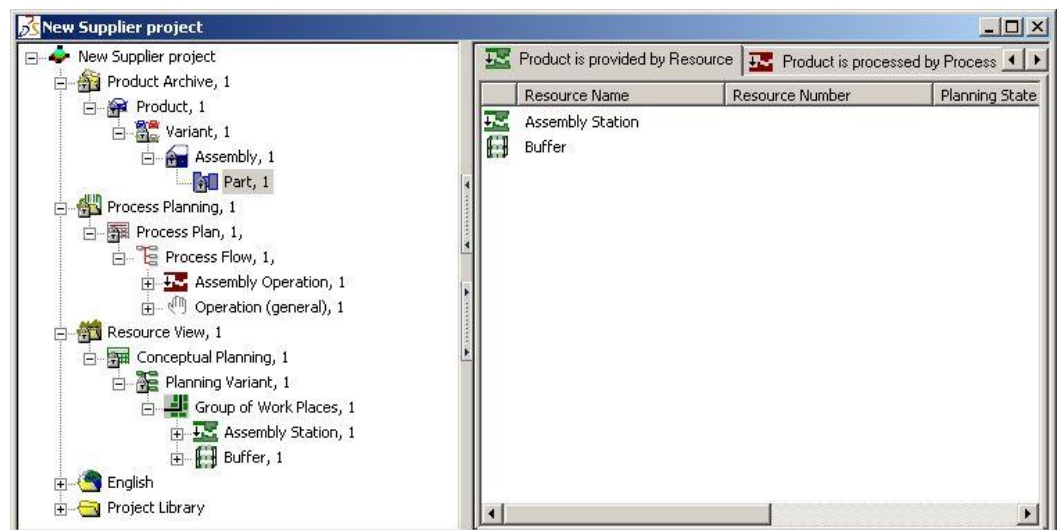 New Supplier project
New Supplier project
Product Archive, 1
Product, 1
Variant, 1
Assembly, 1
Part, 1
Process Planning, 1
Process Plan, 1,
Process Flow, 1,
Assembly Operation, 1
Operation (general), 1
Resource View, 1
Conceptual Planning, 1
Planning Variant, 1
Group of Work Places, 1
Assembly Station, 1
Buffer, 1
English
Project Library
Product is provided by Resource Product is processed by Process
Resource Name Resource Number Planning State
Assembly Station
Buffer